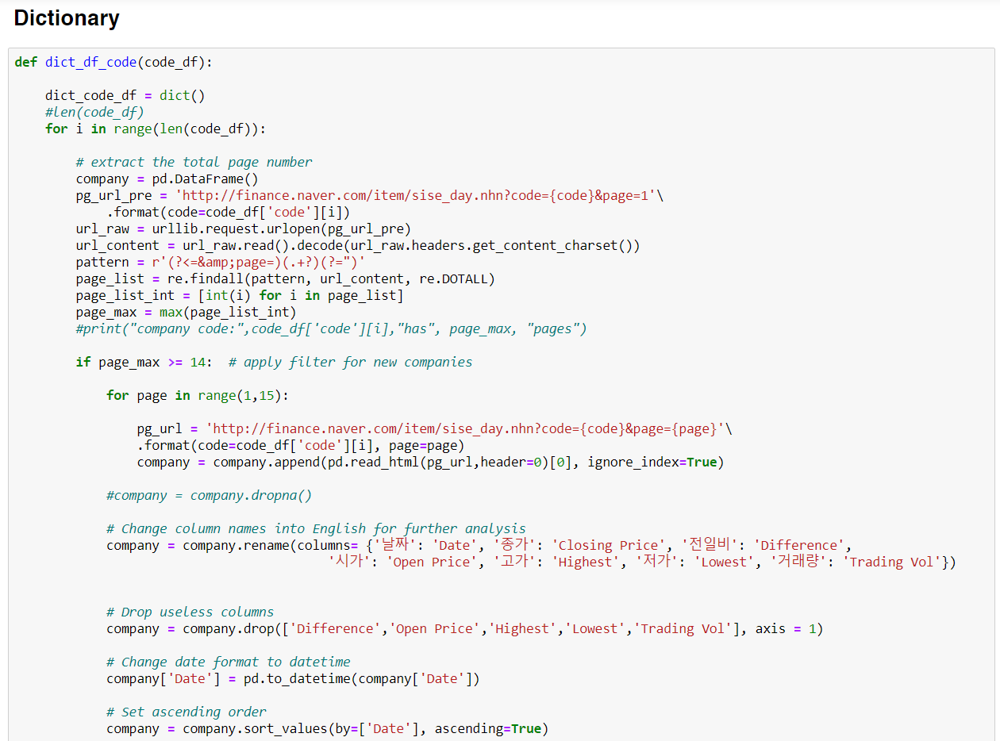 Dictionary
def dict_df_code(code_df):
dict_code_df = dict()
#len(code_df)
for i in range(len(code_df)):
# extract the total page number
company = pd.DataFrame()
pg_url_pre = 'http://finance.naver.com/item/sise_day.nhn?code={code}&page=1'\
.format(code=code_df['code'][i])
url_raw = urllib.request.urlopen(pg_url_pre)
url_content = url_raw.read().decode(url_raw.headers.get_content_charset())
pattern = r'(?<=&amp;page=)(.+?)(?=")'
page_list = re.findall(pattern, url_content, re.DOTALL)
page_list_int = [int(i) for i in page_list]
page_max = max(page_list_int)
#print("company code:",code_df['code'][i],"has", page_max, "pages")
if page_max >= 14:  # apply filter for new companies
for page in range(1,15):
pg_url = 'http://finance.naver.com/item/sise_day.nhn?code={code}&page={page}'\
.format(code=code_df['code'][i], page=page)
company = company.append(pd.read_html(pg_url,header=0)[0], ignore_index=True)
#company = company.dropna()
# Change column names into English for further analysis
company = company.rename(columns= {'날짜': 'Date', '종가': 'Closing Price', '전일비': 'Difference',
'시가': 'Open Price', '고가': 'Highest', '저가': 'Lowest', '거래량': 'Trading Vol'})
# Drop useless columns
company = company.drop(['Difference','Open Price','Highest','Lowest','Trading Vol'], axis = 1)
# Change date format to datetime
company['Date'] = pd.to_datetime(company['Date'])
# Set ascending order
company = company.sort_values(by=['Date'], ascending=True)